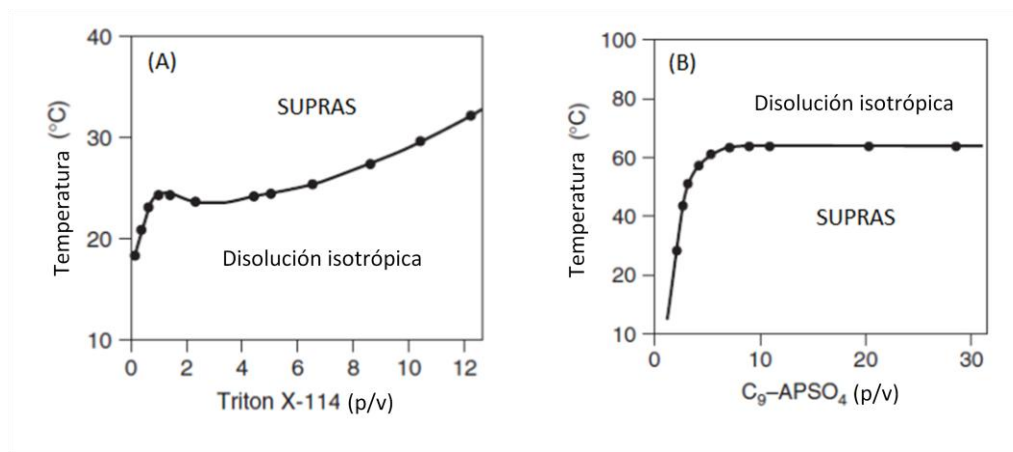 (A)
SUPRAS
Disolución isotrópica
Temperatura (°C)
40
30
20
10
0 2 4 6 8 10 12
Triton X-114 (p/v)
(B)
Disolución isotrópica
SUPRAS
Temperatura (°C)
100
80
60
40
20
10
0 10 20 30
C₉–APSO₄ (p/v)